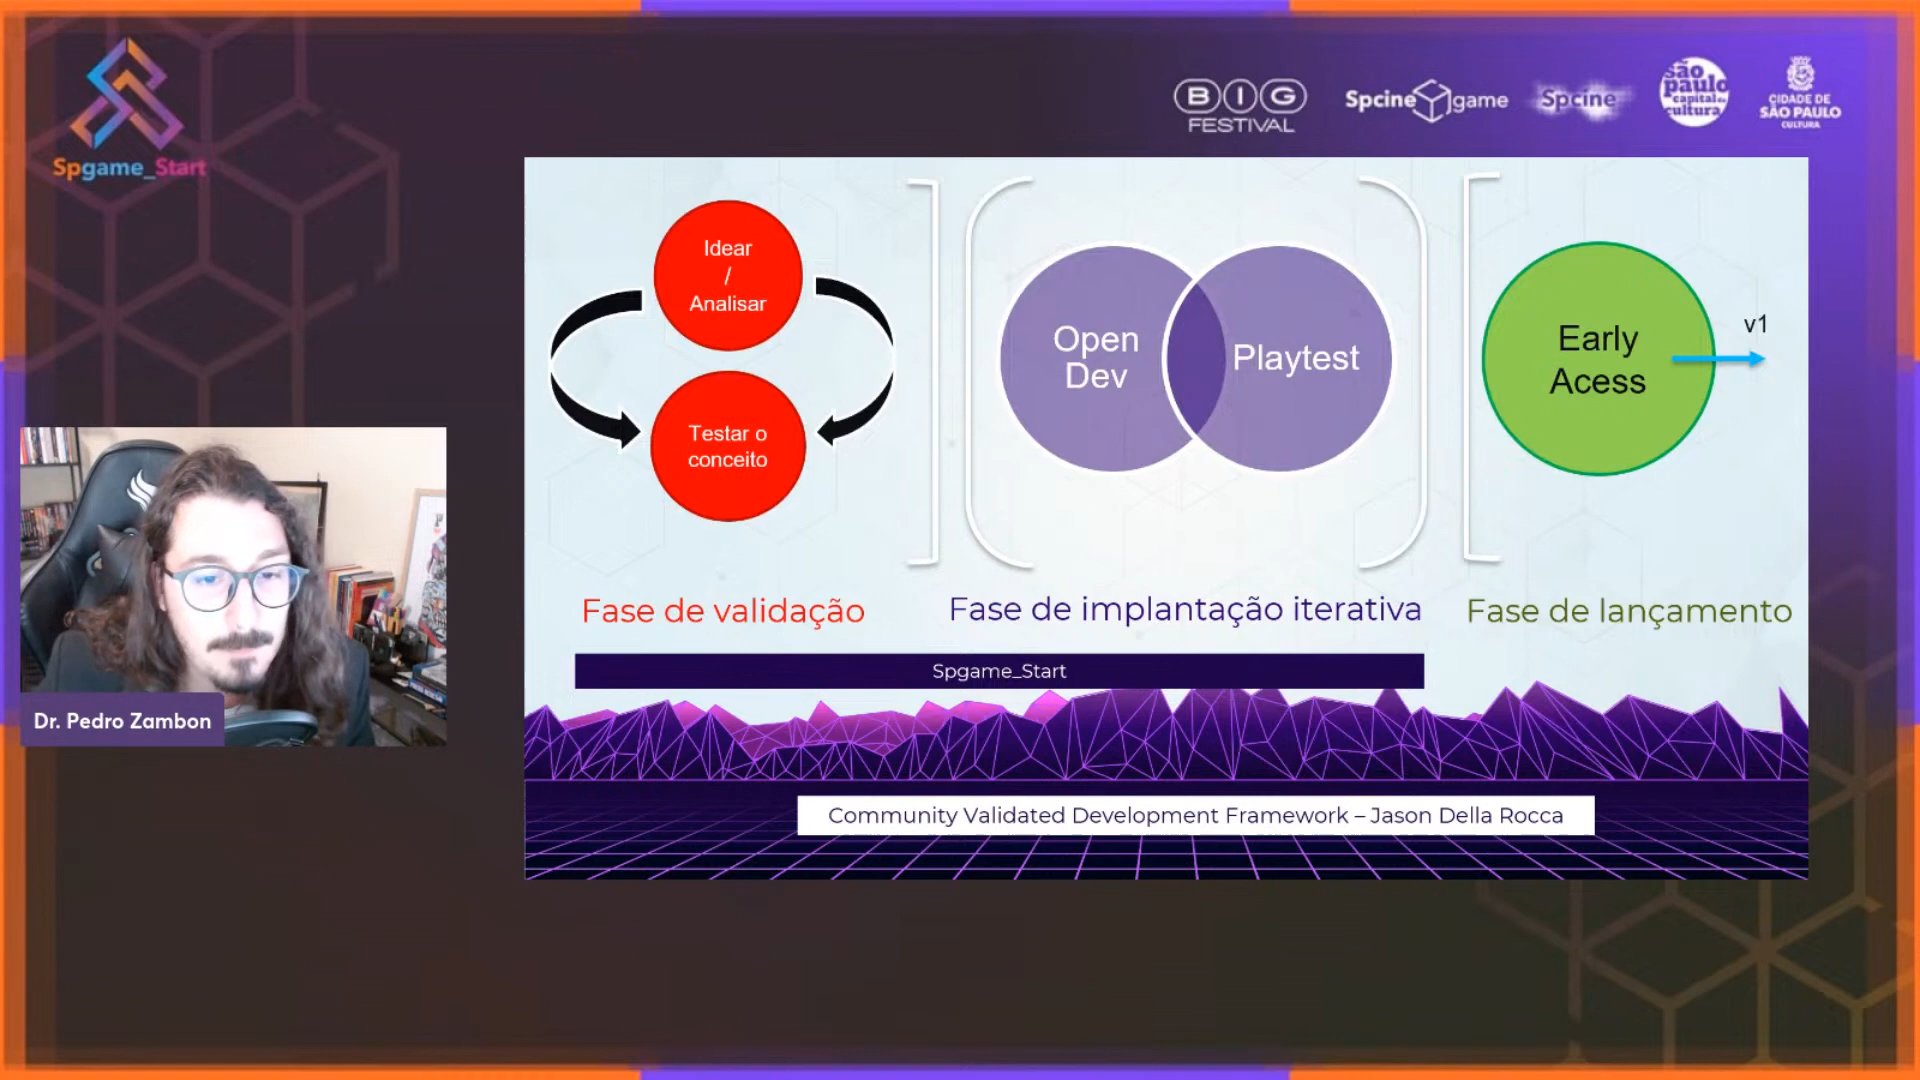 Spgame_Start
BIG
FESTIVAL
Spcine game
Spcine
são
paulo
capital da
cultura
CIDADE DE
SÃO PAULO
CULTURA
Idear
/
Analisar
Testar o
conceito
Open
Dev
Playtest
Early
Acess
v1
Fase de validação
Fase de implantação iterativa
Fase de lançamento
Spgame_Start
Community Validated Development Framework – Jason Della Rocca
Dr. Pedro Zambon